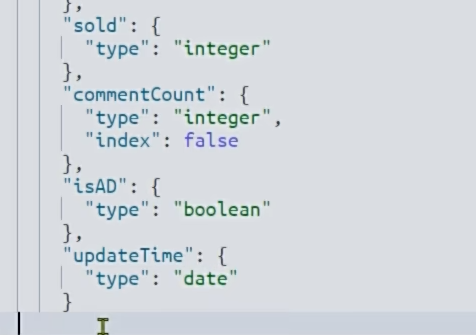 },
"sold": {
"type": "integer"
},
"commentCount": {
"type": "integer",
"index": false
},
"isAD": {
"type": "boolean"
},
"updateTime": {
"type": "date"
}